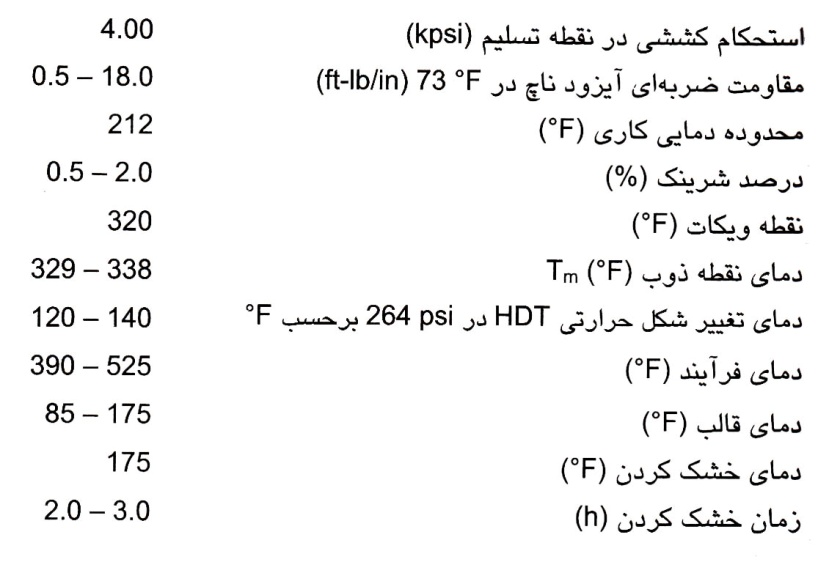 استحکام کششی در نقطه تسلیم (kpsi) 4.00
مقاومت ضربه‌ای آیزود ناچ در 73 °F (ft-lb/in) 0.5 – 18.0
محدوده دمایی کاری (°F) 212
درصد شرینک (%) 0.5 – 2.0
نقطه ویکات (°F) 320
دمای نقطه ذوب Tm (°F) 329 – 338
دمای تغییر شکل حرارتی HDT در 264 psi برحسب °F 120 – 140
دمای فرآیند (°F) 390 – 525
دمای قالب (°F) 85 – 175
دمای خشک کردن (°F) 175
زمان خشک کردن (h) 2.0 – 3.0